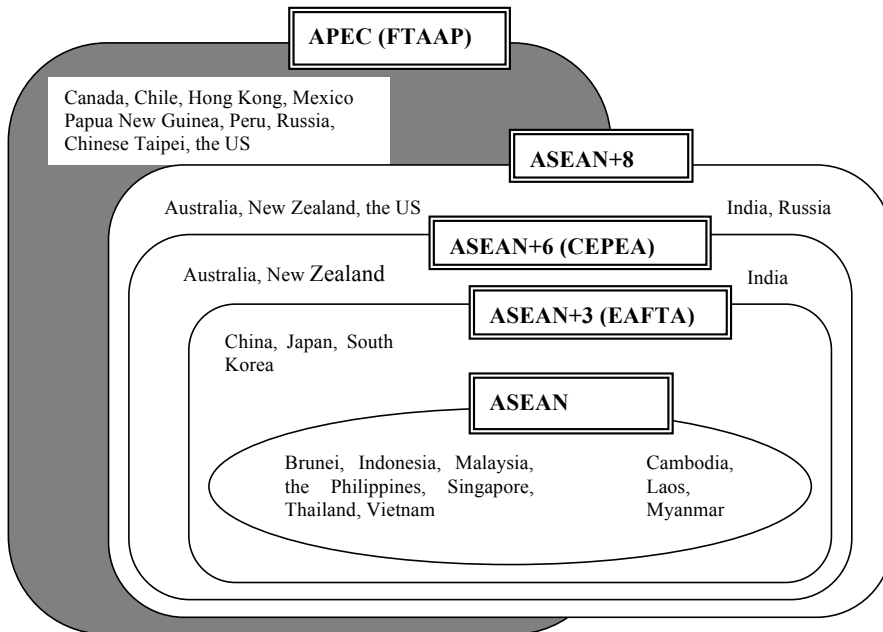 APEC (FTAAP)
Canada, Chile, Hong Kong, Mexico
Papua New Guinea, Peru, Russia,
Chinese Taipei, the US
ASEAN+8
Australia, New Zealand, the US
India, Russia
ASEAN+6 (CEPEA)
Australia, New Zealand
India
ASEAN+3 (EAFTA)
China, Japan, South
Korea
ASEAN
Brunei, Indonesia, Malaysia,
the Philippines, Singapore,
Thailand, Vietnam
Cambodia,
Laos,
Myanmar